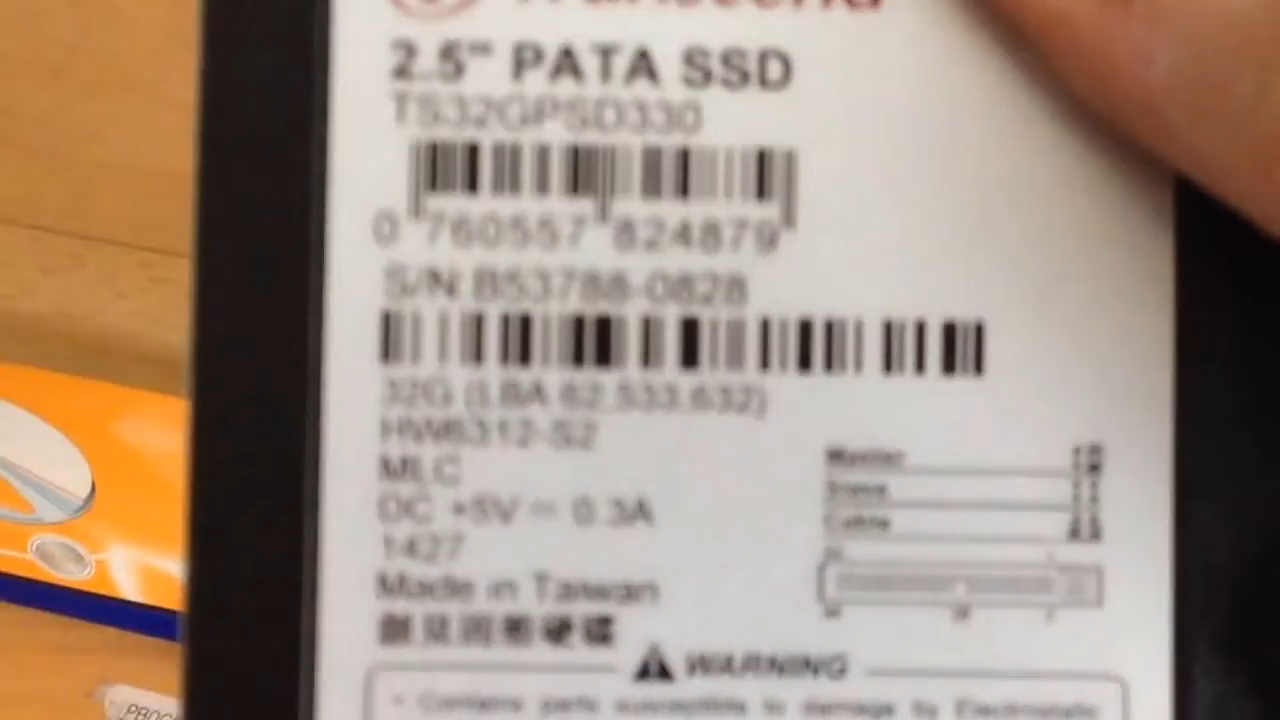 Transcend
2.5" PATA SSD
TS32GPSD330
0 760557 824879
S/N: B53788-0828
32G (LBA 62,533,632)
HW6312-S2
MLC
DC +5V ⎓ 0.3A
1427
Made in Taiwan
Master
Slave
Cable
WARNING
• Contains parts susceptible to damage by Electrostatic